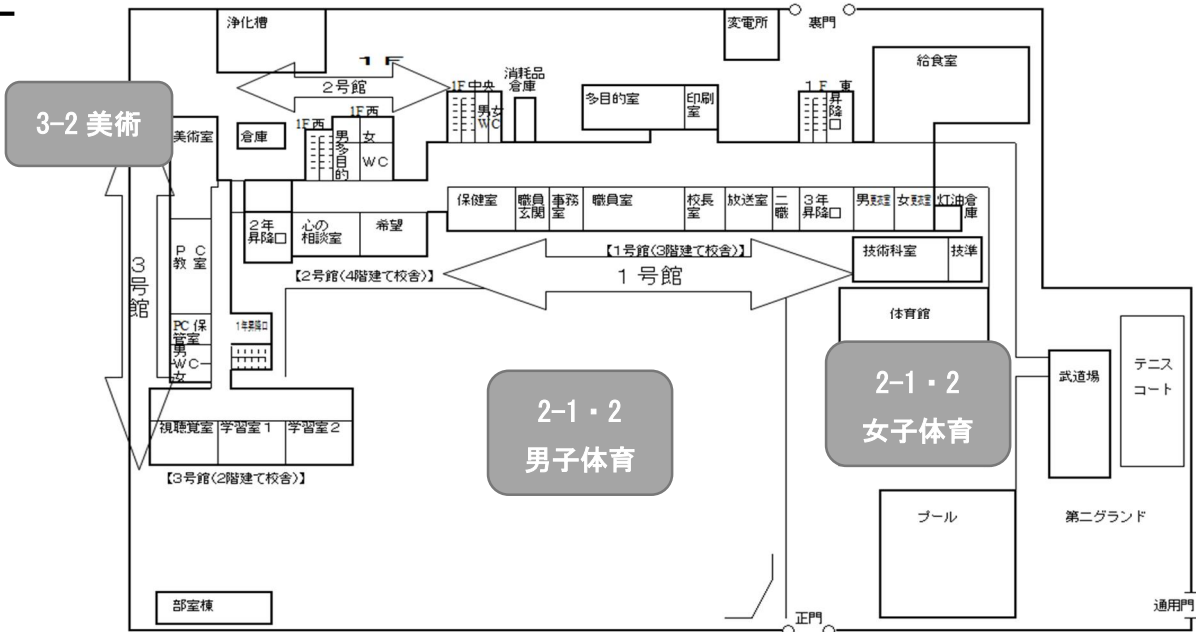 浄化槽
変電所
裏門
給食室
1F
2号館
3-2 美術
美術室
倉庫
1F西
1F西
男
女
多目的
WC
1F中央
男女
WC
消耗品
倉庫
多目的室
印刷
室
1F 東
昇降口
保健室
職員
玄関
事務
室
職員室
校長
室
放送室
二職
3年
昇降口
男更衣室
女更衣室
灯油倉
庫
2年
昇降口
心の
相談室
希望
【1号館(3階建て校舎)】
技術科室
技準
PC
教室
3号館
【2号館(4階建て校舎)】
1号館
体育館
PC保
管室
1年昇降口
男
WC
女
武道場
テニス
コート
2-1・2
男子体育
2-1・2
女子体育
視聴覚室
学習室1
学習室2
【3号館(2階建て校舎)】
プール
第二グランド
部室棟
正門
通用門